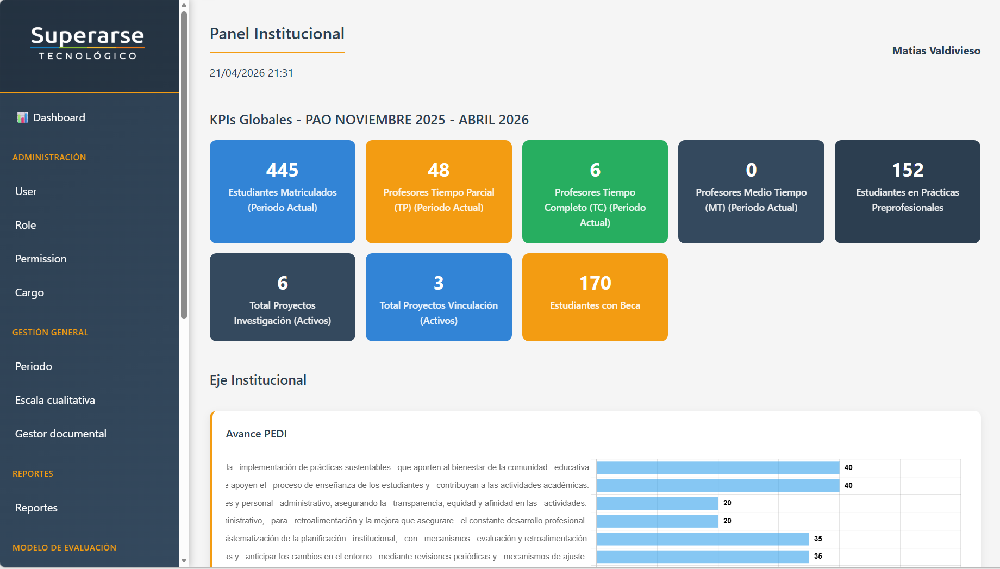 Superarse
TECNOLÓGICO
Dashboard
ADMINISTRACIÓN
User
Role
Permission
Cargo
GESTIÓN GENERAL
Periodo
Escala cualitativa
Gestor documental
REPORTES
Reportes
MODELO DE EVALUACIÓN
Panel Institucional
21/04/2026 21:31
Matias Valdivieso
KPIs Globales - PAO NOVIEMBRE 2025 - ABRIL 2026
445
Estudiantes Matriculados
(Periodo Actual)
48
Profesores Tiempo Parcial
(TP) (Periodo Actual)
6
Profesores Tiempo
Completo (TC) (Periodo
Actual)
0
Profesores Medio Tiempo
(MT) (Periodo Actual)
152
Estudiantes en Prácticas
Preprofesionales
6
Total Proyectos
Investigación (Activos)
3
Total Proyectos Vinculación
(Activos)
170
Estudiantes con Beca
Eje Institucional
Avance PEDI
la implementación de prácticas sustentables que aporten al bienestar de la comunidad educativa 40
apoyen el proceso de enseñanza de los estudiantes y contribuyan a las actividades académicas. 40
y personal administrativo, asegurando la transparencia, equidad y afinidad en las actividades. 20
para retroalimentación y la mejora que asegurare el constante desarrollo profesional. 20
de la planificación institucional, con mecanismos evaluación y retroalimentación 35
y anticipar los cambios en el entorno mediante revisiones periódicas y mecanismos de ajuste. 35